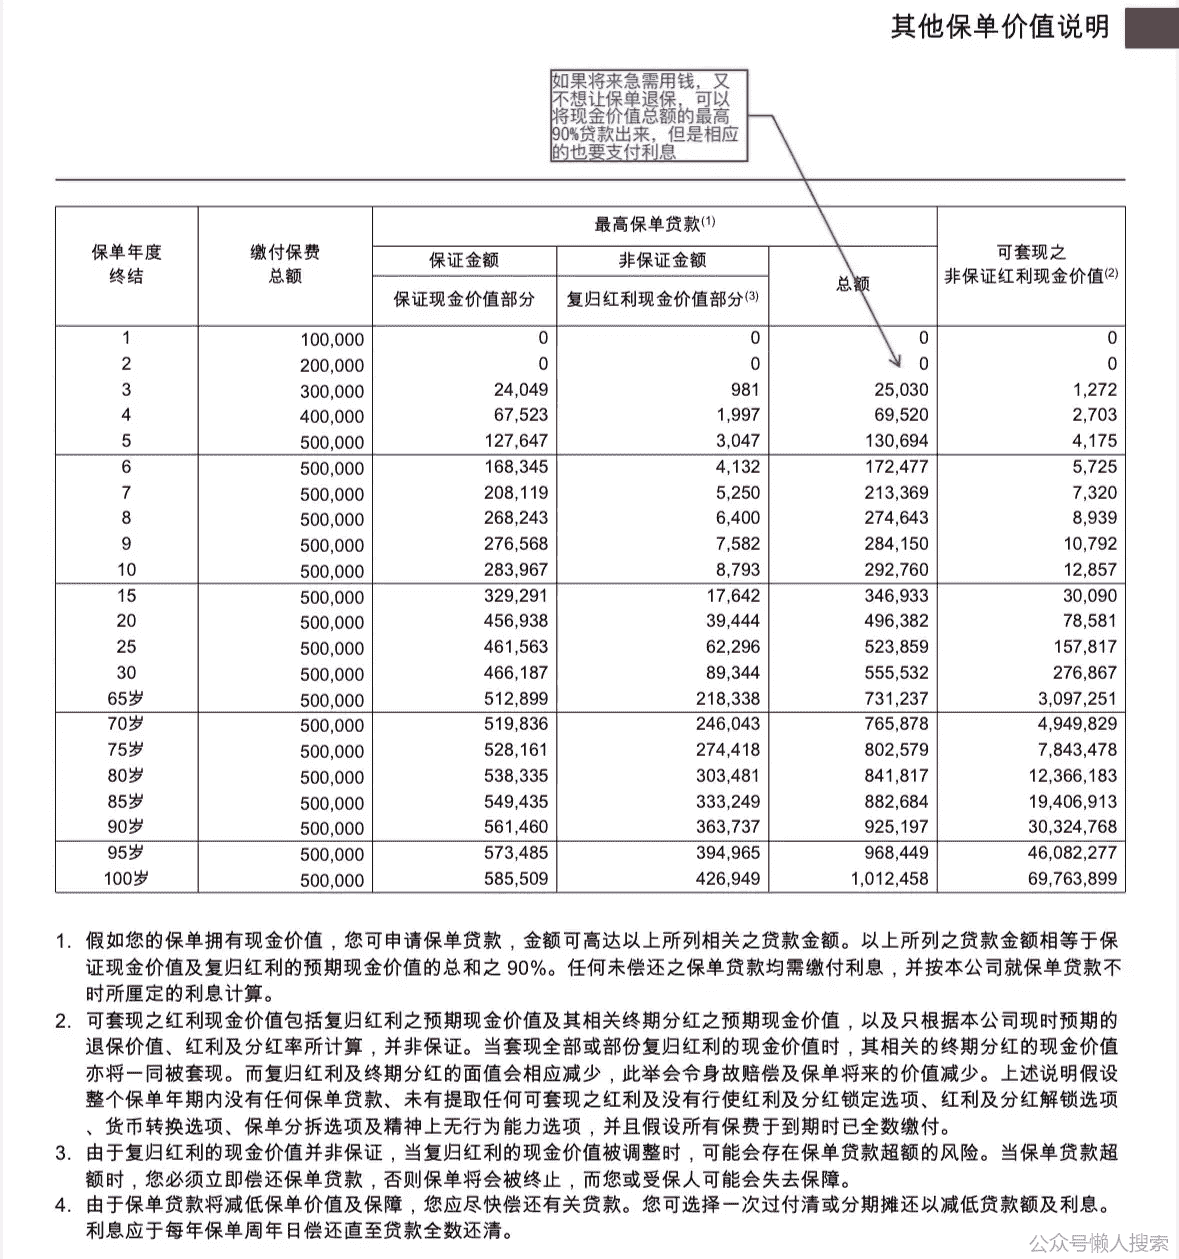 其他保单价值说明
如果将来急需用钱，又
不想让保单退保，可以
将现金价值总额的最高
90%贷款出来，但是相应
的也要支付利息
保单年度
终结
缴付保费
总额
最高保单贷款(1)
保证金额
非保证金额
总额
保证现金价值部分
复归红利现金价值部分(3)
可套现之
非保证红利现金价值(2)
1 100,000 0 0 0 0
2 200,000 0 0 0 0
3 300,000 24,049 981 25,030 1,272
4 400,000 67,523 1,997 69,520 2,703
5 500,000 127,647 3,047 130,694 4,175
6 500,000 168,345 4,132 172,477 5,725
7 500,000 208,119 5,250 213,369 7,320
8 500,000 268,243 6,400 274,643 8,939
9 500,000 276,568 7,582 284,150 10,792
10 500,000 283,967 8,793 292,760 12,857
15 500,000 329,291 17,642 346,933 30,090
20 500,000 456,938 39,444 496,382 78,581
25 500,000 461,563 62,296 523,859 157,817
30 500,000 466,187 89,344 555,532 276,867
65岁 500,000 512,899 218,338 731,237 3,097,251
70岁 500,000 519,836 246,043 765,878 4,949,829
75岁 500,000 528,161 274,418 802,579 7,843,478
80岁 500,000 538,335 303,481 841,817 12,366,183
85岁 500,000 549,435 333,249 882,684 19,406,913
90岁 500,000 561,460 363,737 925,197 30,324,768
95岁 500,000 573,485 394,965 968,449 46,082,277
100岁 500,000 585,509 426,949 1,012,458 69,763,899
1. 假如您的保单拥有现金价值，您可申请保单贷款，金额可高达以上所列相关之贷款金额。以上所列之贷款金额相等于保
证现金价值及复归红利的预期现金价值的总和之 90%。任何未偿还之保单贷款均需缴付利息，并按本公司就保单贷款不
时所厘定的利息计算。
2. 可套现之红利现金价值包括复归红利之预期现金价值及其相关终期分红之预期现金价值，以及只根据本公司现时预期的
退保价值、红利及分红率所计算，并非保证。当套现全部或部份复归红利的现金价值时，其相关的终期分红的现金价值
亦将一同被套现。而复归红利及终期分红的面值会相应减少，此举会令身故赔偿及保单将来的价值减少。上述说明假设
整个保单年期内没有任何保单贷款、未有提取任何可套现之红利及没有行使红利及分红锁定选项、红利及分红解锁选项
、货币转换选项、保单分拆选项及精神上无行为能力选项，并且假设所有保费于到期时已全数缴付。
3. 由于复归红利的现金价值并非保证，当复归红利的现金价值被调整时，可能会存在保单贷款超额的风险。当保单贷款超
额时，您必须立即偿还保单贷款，否则保单将会被终止，而您或受保人可能会失去保障。
4. 由于保单贷款将减低保单价值及保障，您应尽快偿还有关贷款。您可选择一次过付清或分期摊还以减低贷款额及利息。
利息应于每年保单周年日偿还直至贷款全数还清。
公众号懒人搜索